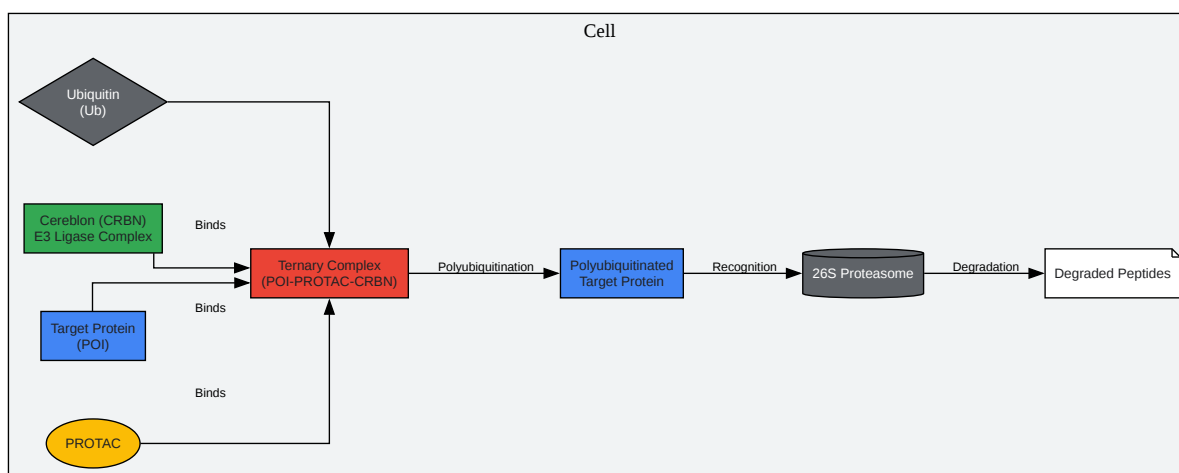 Cell
Ubiquitin
(Ub)
Cereblon (CRBN)
E3 Ligase Complex
Binds
Target Protein
(POI)
Binds
PROTAC
Binds
Ternary Complex
(POI-PROTAC-CRBN)
Polyubiquitination
Polyubiquitinated
Target Protein
Recognition
26S Proteasome
Degradation
Degraded Peptides